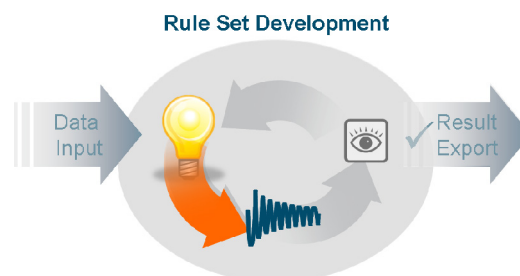 Rule Set Development
Data
Input
Result
Export